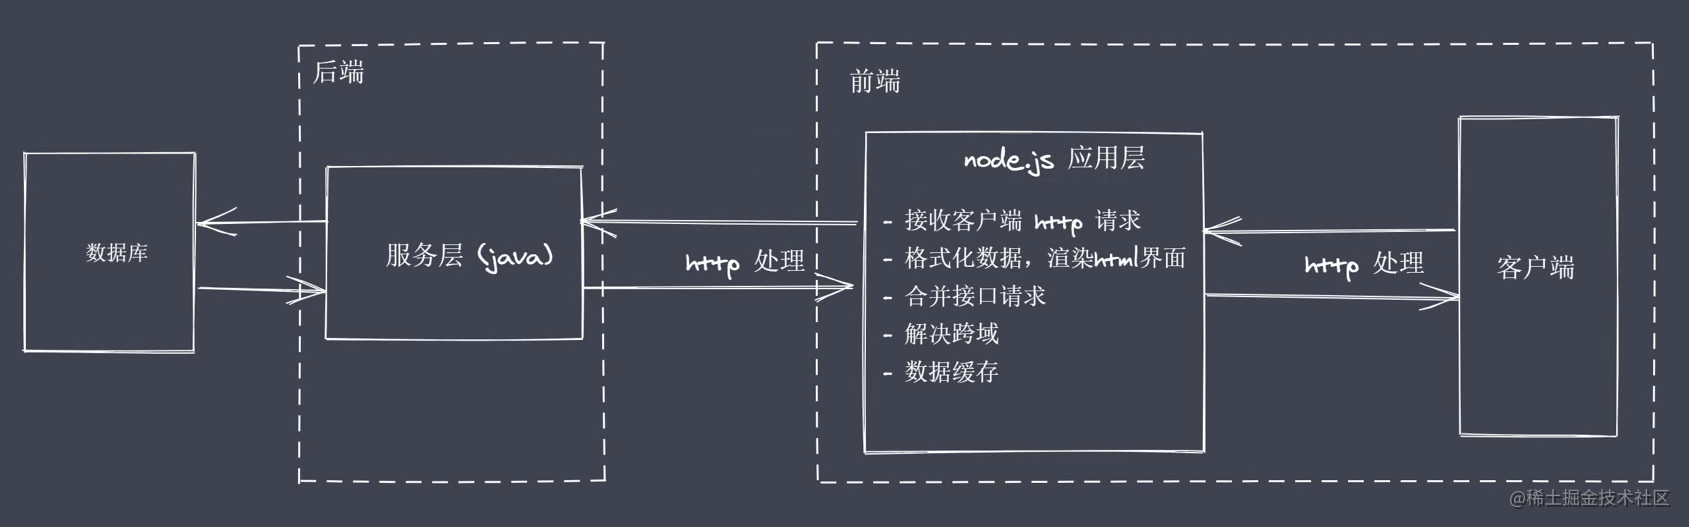 后端
前端
数据库
服务层 (java)
http 处理
node.js 应用层
- 接收客户端 http 请求
- 格式化数据，渲染html界面
- 合并接口请求
- 解决跨域
- 数据缓存
http 处理
客户端
@稀土掘金技术社区